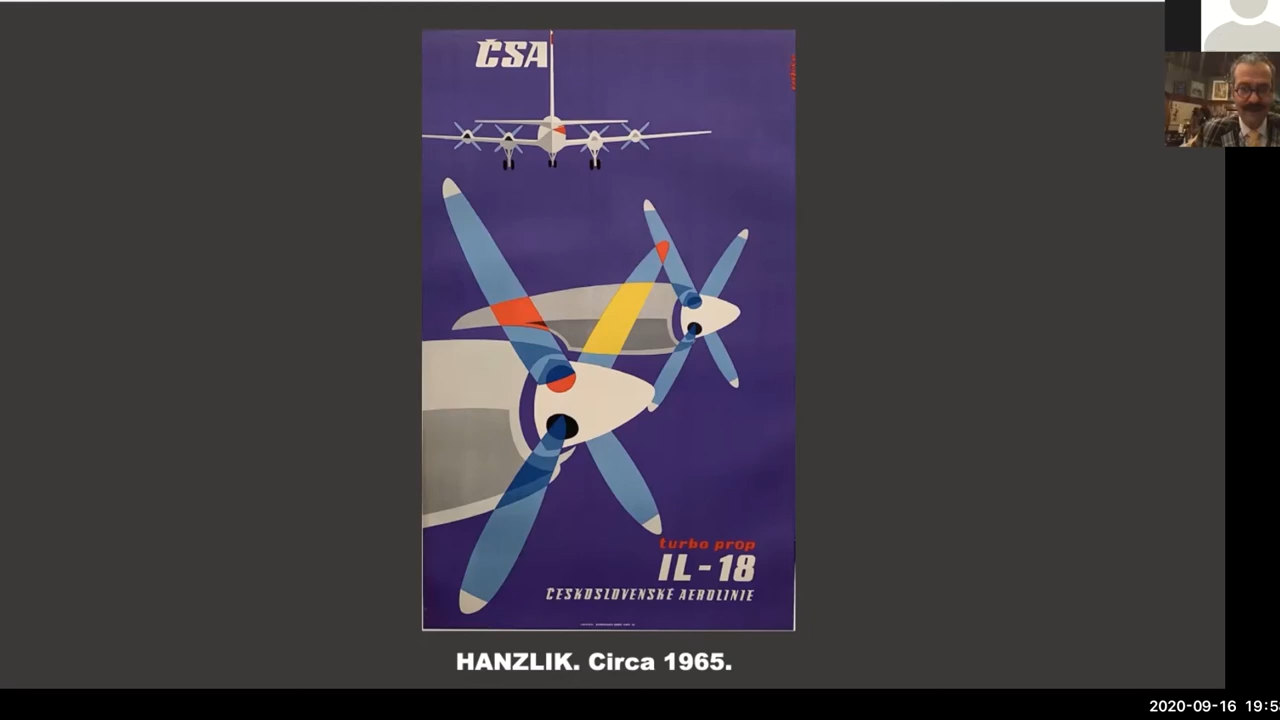 ČSA
turbo prop
IL-18
ČESKOSLOVENSKÉ AEROLINIE
HANZLIK. Circa 1965.
2020-09-16 19:5